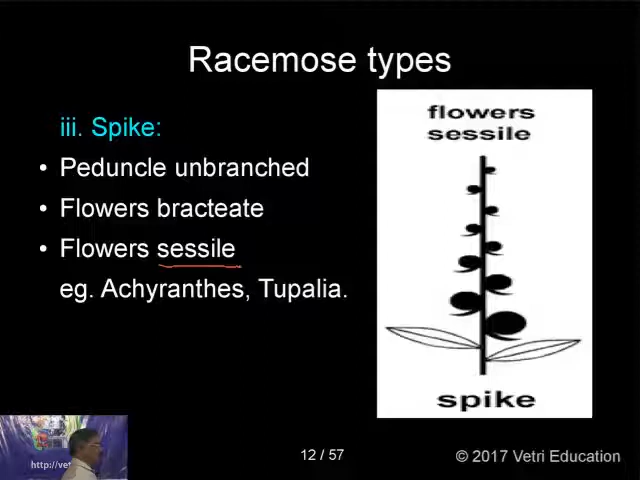 Racemose types
iii. Spike:
• Peduncle unbranched
• Flowers bracteate
• Flowers sessile
eg. Achyranthes, Tupalia.
flowers
sessile
spike
http://vet
12 / 57
© 2017 Vetri Education